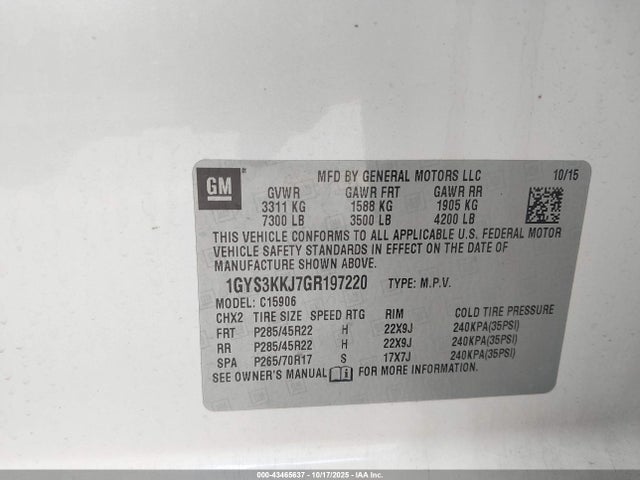 GM
MFD BY GENERAL MOTORS LLC 10/15
GVWR GAWR FRT GAWR RR
3311 KG 1588 KG 1905 KG
7300 LB 3500 LB 4200 LB
THIS VEHICLE CONFORMS TO ALL APPLICABLE U.S. FEDERAL MOTOR
VEHICLE SAFETY STANDARDS IN EFFECT ON THE DATE OF
MANUFACTURE SHOWN ABOVE.
1GYS3KKJ7GR197220 TYPE: M.P.V.
MODEL: C15906
CHX2 TIRE SIZE SPEED RTG RIM COLD TIRE PRESSURE
FRT P285/45R22 H 22X9J 240KPA(35PSI)
RR P285/45R22 H 22X9J 240KPA(35PSI)
SPA P265/70R17 S 17X7J 240KPA(35PSI)
SEE OWNER'S MANUAL FOR MORE INFORMATION.
000-43465637 - 10/17/2025 - IAAI.COM